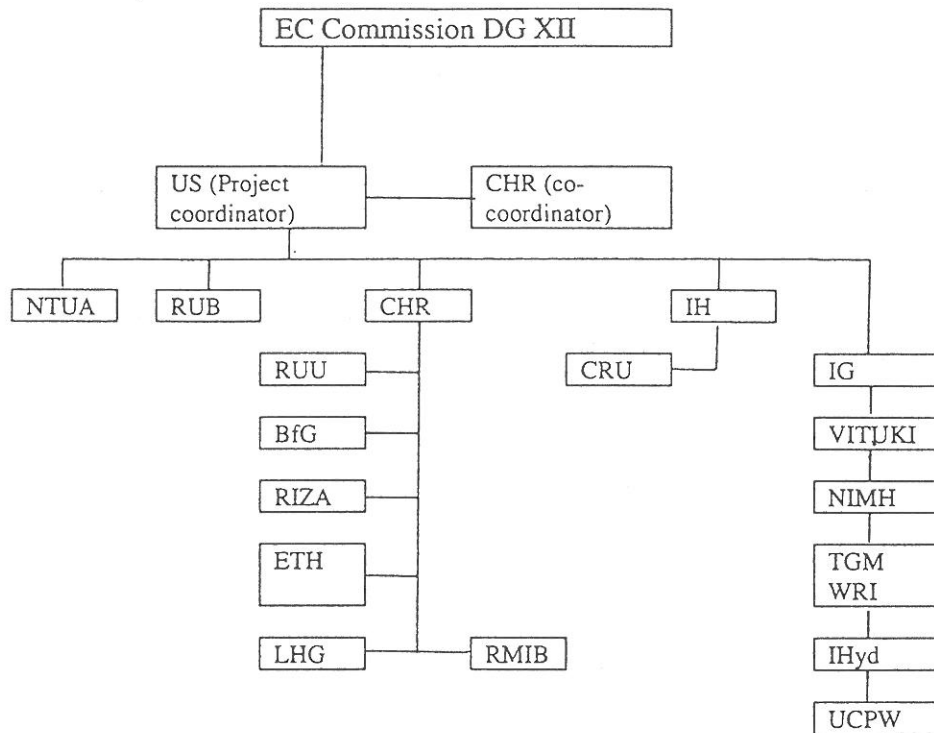 EC Commission DG XII
US (Project
coordinator)
CHR (co-
coordinator)
NTUA
RUB
CHR
IH
RUU
CRU
IG
BfG
VITUKI
RIZA
NIMH
ETH
TGM
WRI
LHG
RMIB
IHyd
UCPW